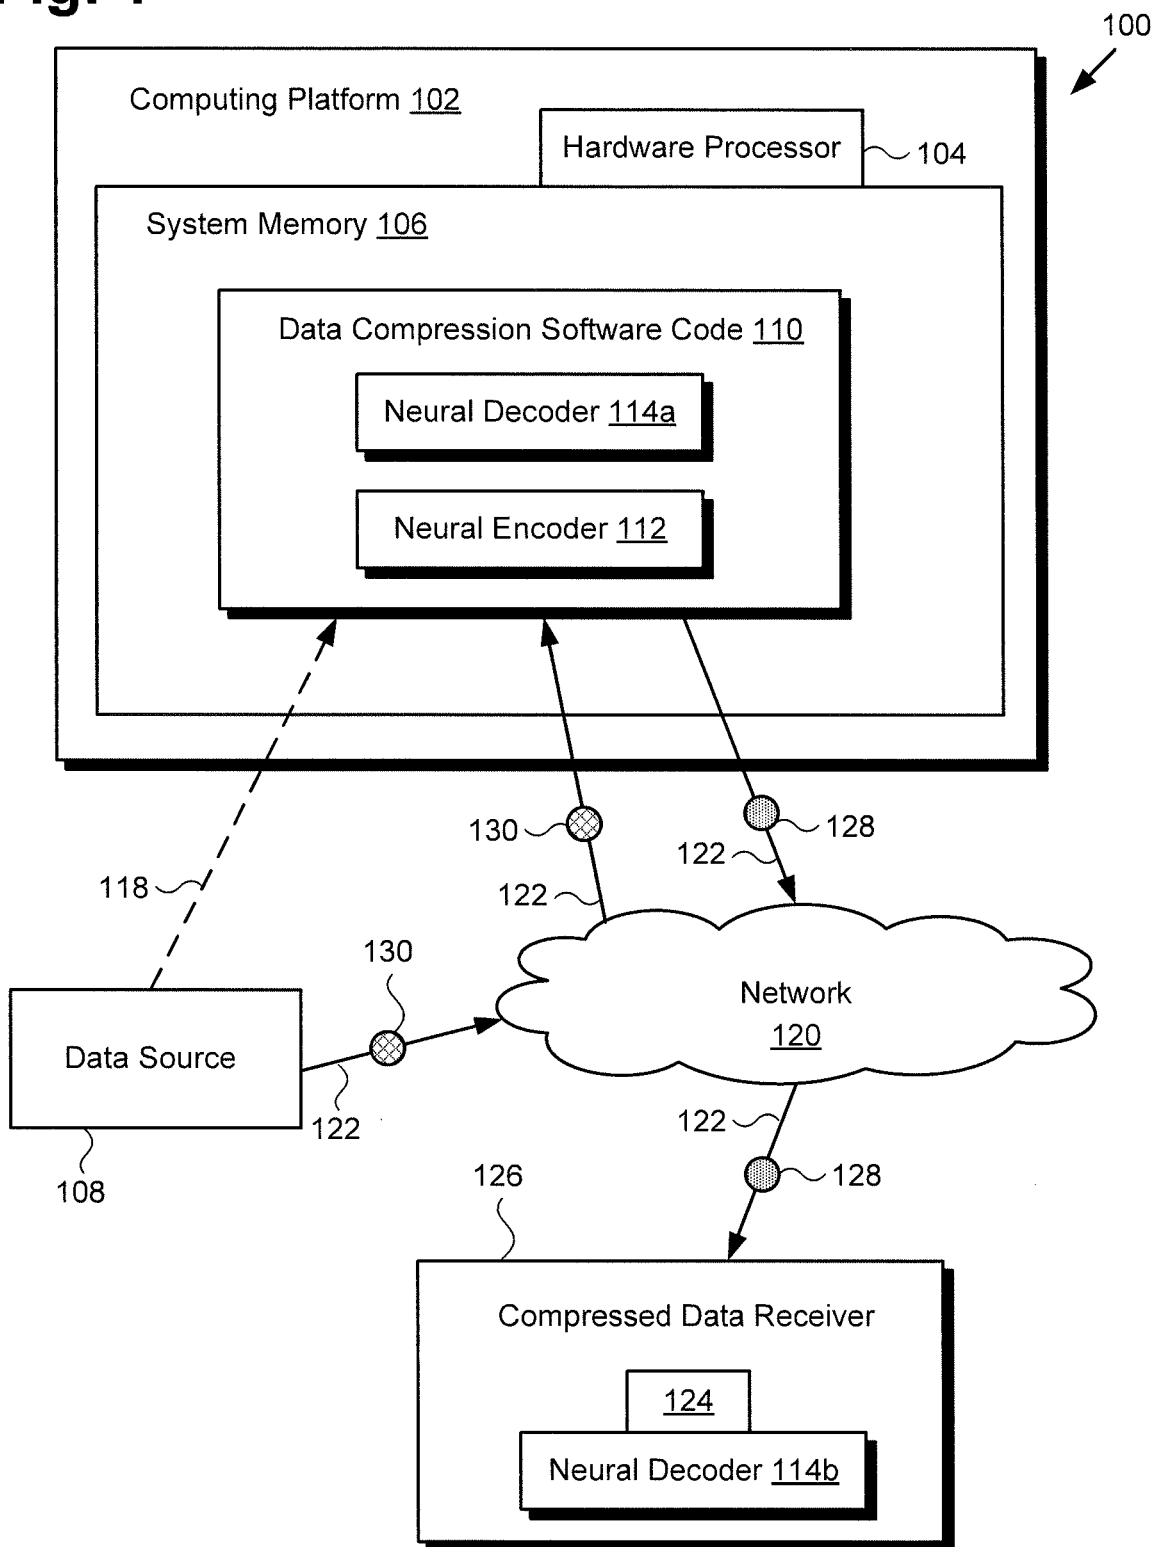 100
Computing Platform 102
Hardware Processor
104
System Memory 106
Data Compression Software Code 110
Neural Decoder 114a
Neural Encoder 112
130
128
122
118
122
130
Network
120
Data Source
122
122
108
126
128
Compressed Data Receiver
124
Neural Decoder 114b